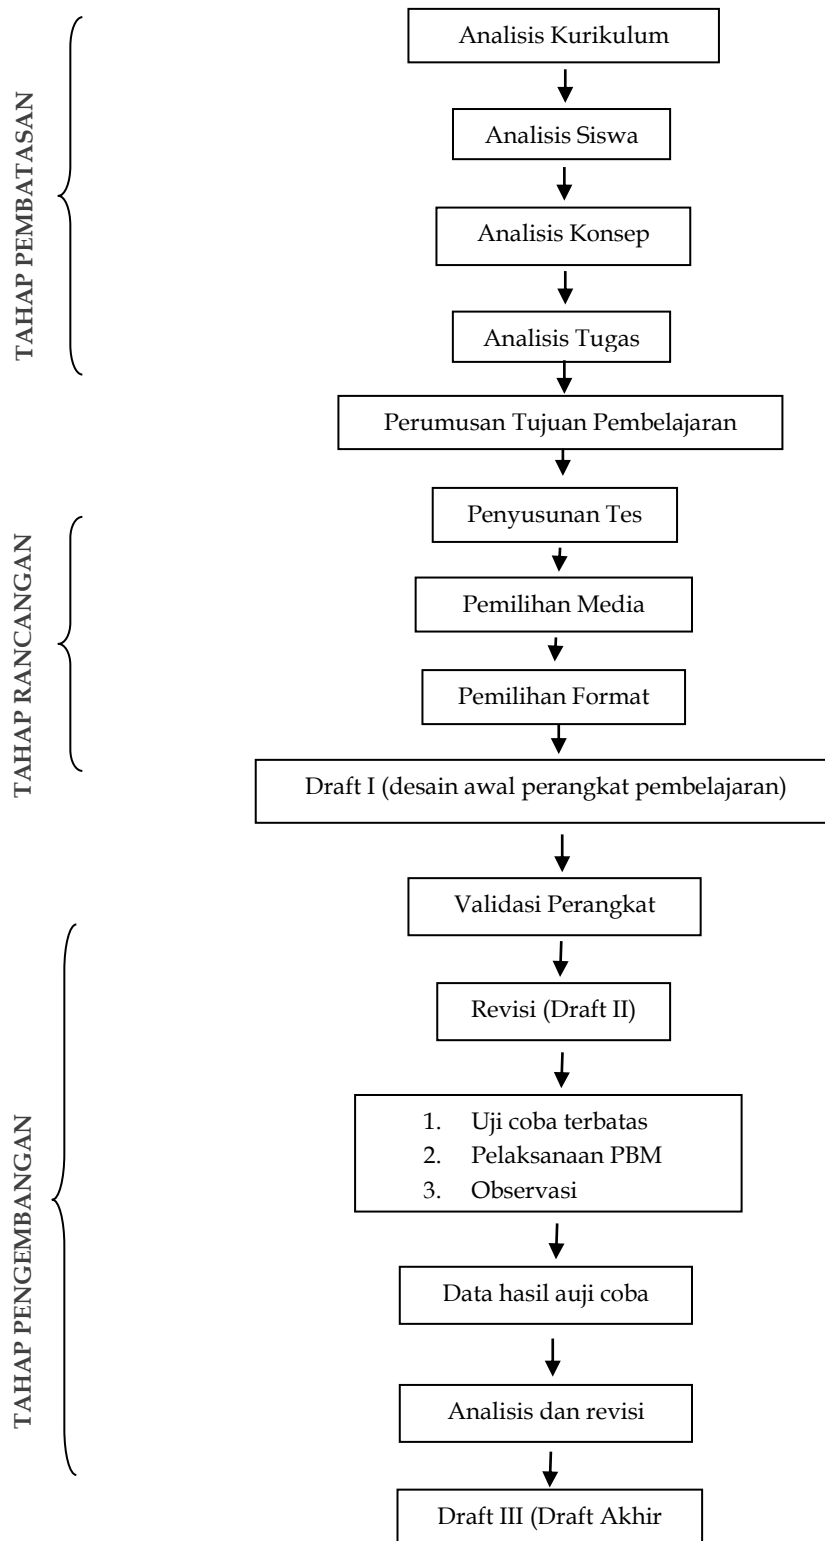 TAHAP PEMBATASAN
Analisis Kurikulum
Analisis Siswa
Analisis Konsep
Analisis Tugas
Perumusan Tujuan Pembelajaran
TAHAP RANCANGAN
Penyusunan Tes
Pemilihan Media
Pemilihan Format
Draft I (desain awal perangkat pembelajaran)
TAHAP PENGEMBANGAN
Validasi Perangkat
Revisi (Draft II)
1. Uji coba terbatas
2. Pelaksanaan PBM
3. Observasi
Data hasil auji coba
Analisis dan revisi
Draft III (Draft Akhir